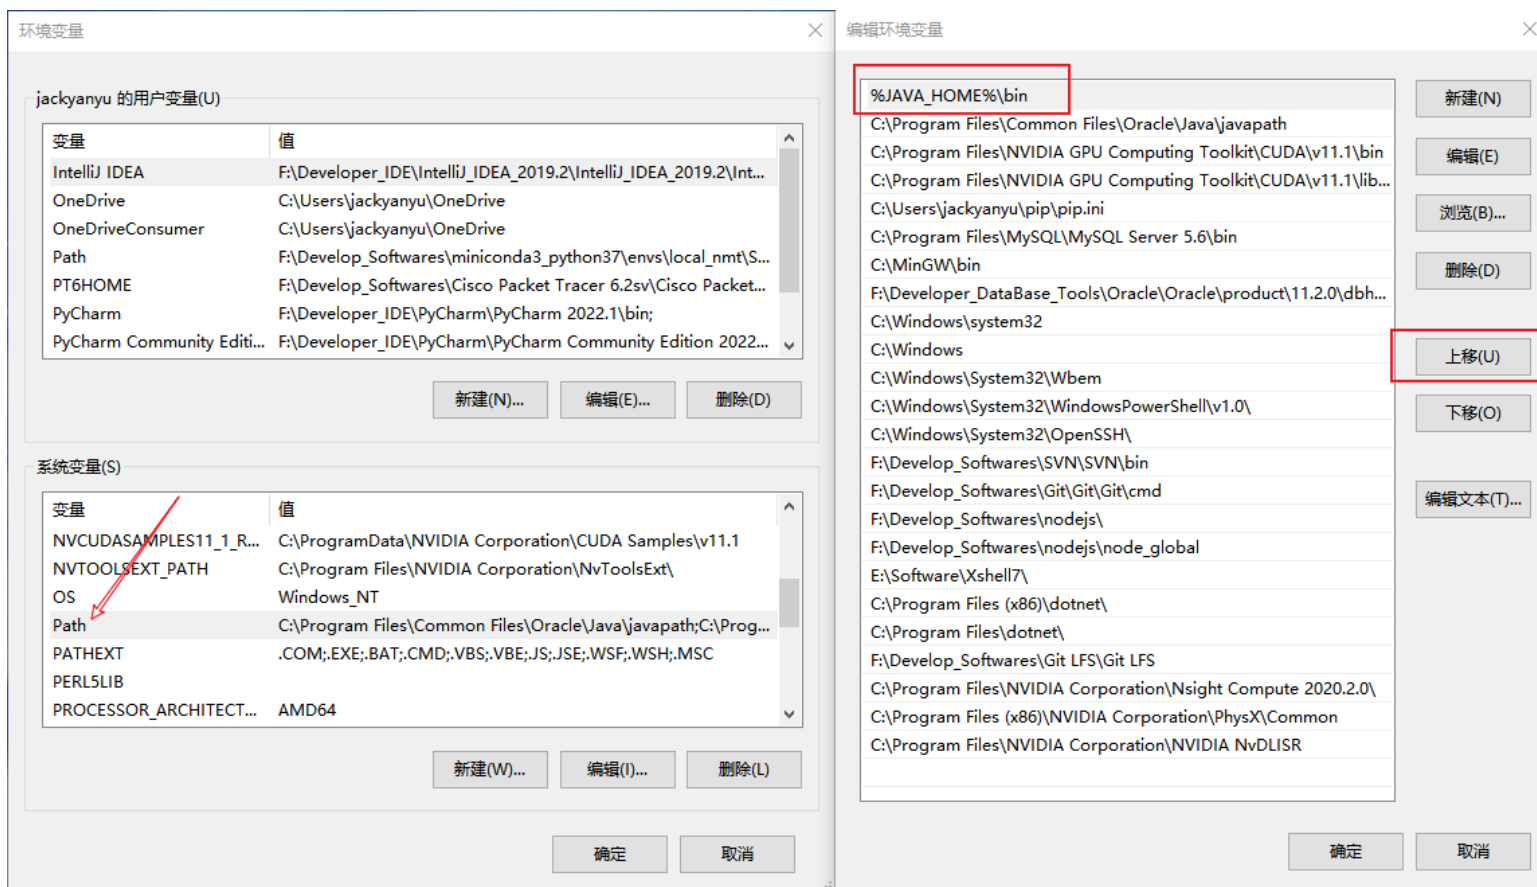 环境变量
jackyanyu 的用户变量(U)
变量 值
IntelliJ IDEA F:\Developer_IDE\IntelliJ_IDEA_2019.2\IntelliJ_IDEA_2019.2\Int...
OneDrive C:\Users\jackyanyu\OneDrive
OneDriveConsumer C:\Users\jackyanyu\OneDrive
Path F:\Develop_Softwares\miniconda3_python37\envs\local_nmt\S...
PT6HOME F:\Develop_Softwares\Cisco Packet Tracer 6.2sv\Cisco Packet...
PyCharm F:\Developer_IDE\PyCharm\PyCharm 2022.1\bin;
PyCharm Community Editi... F:\Developer_IDE\PyCharm\PyCharm Community Edition 2022...
新建(N)... 编辑(E)... 删除(D)
系统变量(S)
变量 值
NVCUDASAMPLES11_1_R... C:\ProgramData\NVIDIA Corporation\CUDA Samples\v11.1
NVTOOLSEXT_PATH C:\Program Files\NVIDIA Corporation\NvToolsExt\
OS Windows_NT
Path C:\Program Files\Common Files\Oracle\Java\javapath;C:\Prog...
PATHEXT .COM;.EXE;.BAT;.CMD;.VBS;.VBE;.JS;.JSE;.WSF;.WSH;.MSC
PERL5LIB
PROCESSOR_ARCHITECT... AMD64
新建(W)... 编辑(I)... 删除(L)
确定 取消
编辑环境变量
%JAVA_HOME%\bin
C:\Program Files\Common Files\Oracle\Java\javapath
C:\Program Files\NVIDIA GPU Computing Toolkit\CUDA\v11.1\bin
C:\Program Files\NVIDIA GPU Computing Toolkit\CUDA\v11.1\lib...
C:\Users\jackyanyu\pip\pip.ini
C:\Program Files\MySQL\MySQL Server 5.6\bin
C:\MinGW\bin
F:\Developer_DataBase_Tools\Oracle\Oracle\product\11.2.0\dbh...
C:\Windows\system32
C:\Windows
C:\Windows\System32\Wbem
C:\Windows\System32\WindowsPowerShell\v1.0\
C:\Windows\System32\OpenSSH\
F:\Develop_Softwares\SVN\SVN\bin
F:\Develop_Softwares\Git\Git\Git\cmd
F:\Develop_Softwares\nodejs\
F:\Develop_Softwares\nodejs\node_global
E:\Software\Xshell7\
C:\Program Files (x86)\dotnet\
C:\Program Files\dotnet\
F:\Develop_Softwares\Git LFS\Git LFS
C:\Program Files\NVIDIA Corporation\Nsight Compute 2020.2.0\
C:\Program Files (x86)\NVIDIA Corporation\PhysX\Common
C:\Program Files\NVIDIA Corporation\NVIDIA NvDLISR
新建(N)
编辑(E)
浏览(B)...
删除(D)
上移(U)
下移(O)
编辑文本(T)...
确定 取消